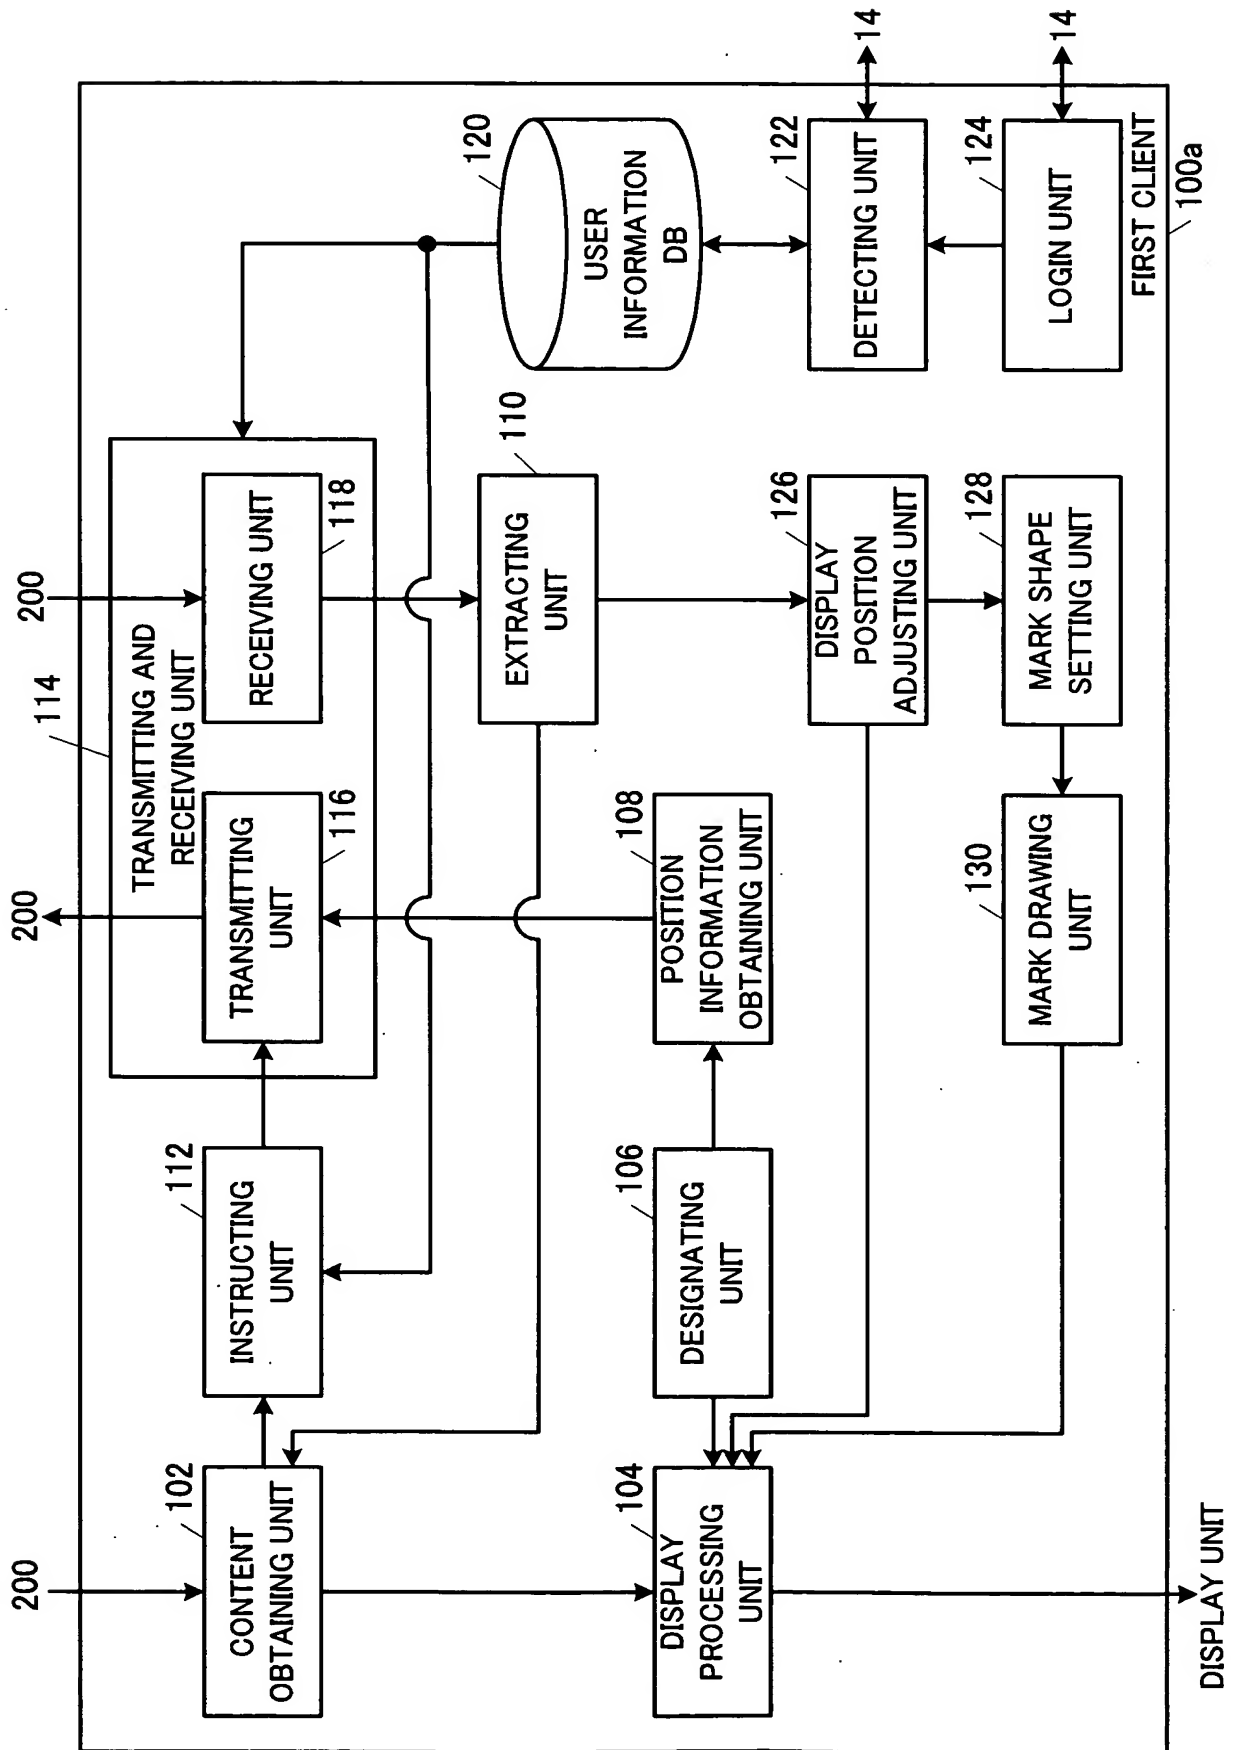 200
102
CONTENT
OBTAINING UNIT
112
INSTRUCTING
UNIT
200
114
TRANSMITTING AND
RECEIVING UNIT
TRANSMITTING
UNIT
116
200
RECEIVING UNIT
118
120
USER
INFORMATION
DB
110
EXTRACTING
UNIT
104
DISPLAY
PROCESSING
UNIT
106
DESIGNATING
UNIT
108
POSITION
INFORMATION
OBTAINING UNIT
126
DISPLAY
POSITION
ADJUSTING UNIT
122
DETECTING UNIT
14
130
MARK DRAWING
UNIT
128
MARK SHAPE
SETTING UNIT
124
LOGIN UNIT
14
FIRST CLIENT
100a
DISPLAY UNIT